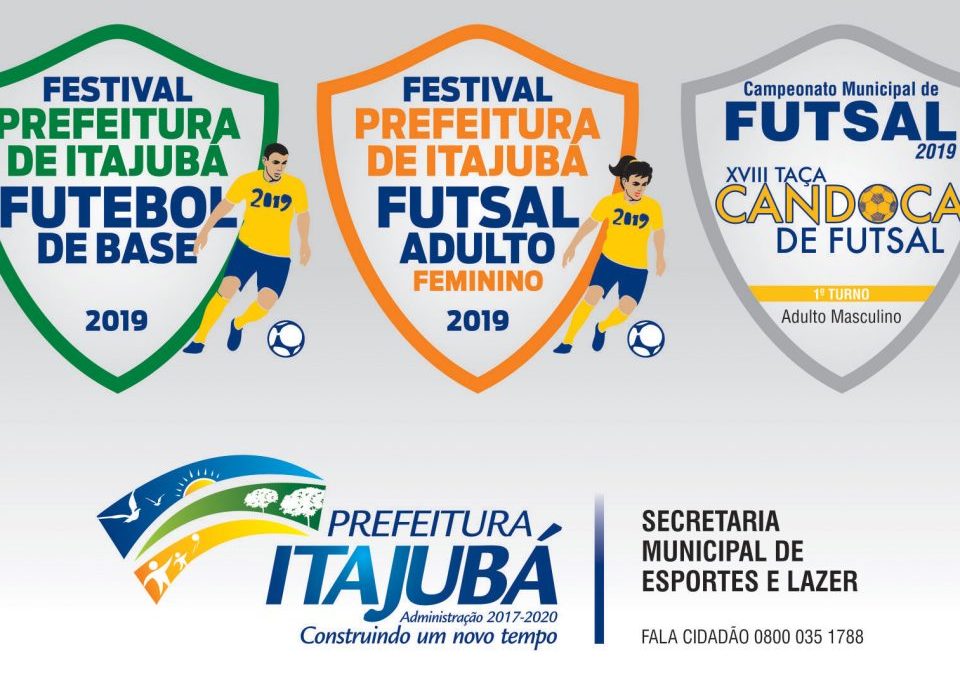 FESTIVAL
PREFEITURA
DE ITAJUBÁ
FUTEBOL
DE BASE
2019
2019
FESTIVAL
PREFEITURA
DE ITAJUBÁ
FUTSAL
ADULTO
FEMININO
2019
2019
Campeonato Municipal de
FUTSAL
2019
XVIII TAÇA
CANDOCA
DE FUTSAL
1º TURNO
Adulto Masculino
PREFEITURA
ITAJUBÁ
Administração 2017-2020
Construindo um novo tempo
SECRETARIA
MUNICIPAL DE
ESPORTES E LAZER
FALA CIDADÃO 0800 035 1788